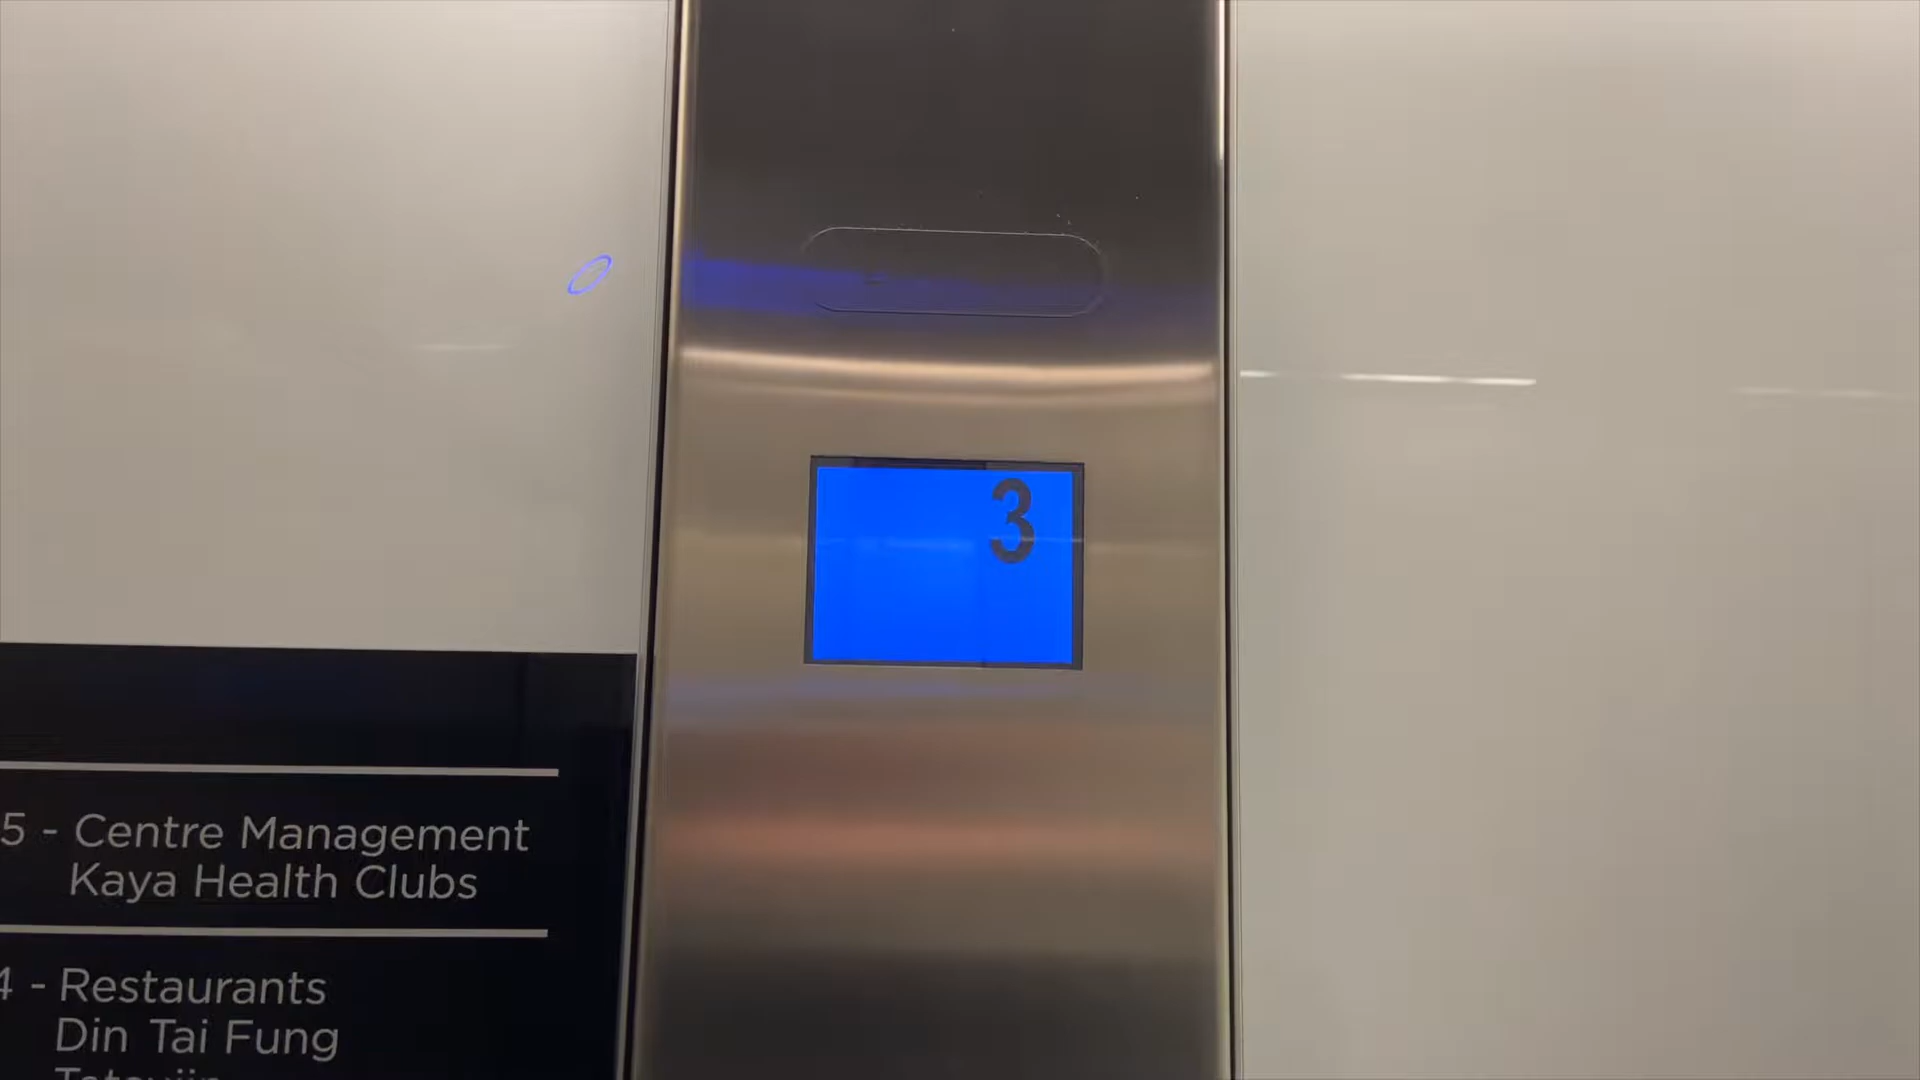 3
5 - Centre Management
Kaya Health Clubs
4 - Restaurants
Din Tai Fung